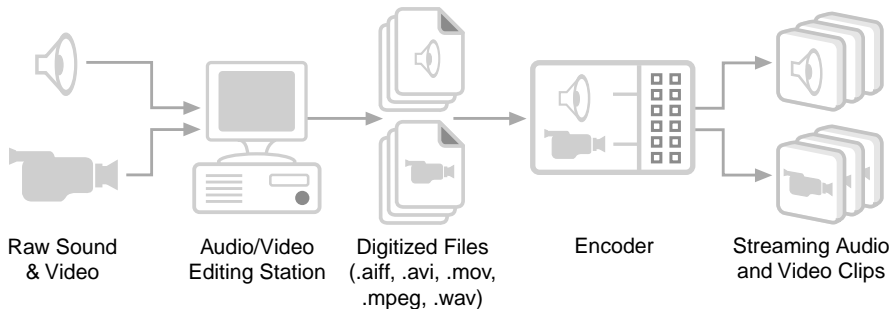 Raw Sound
& Video
Audio/Video
Editing Station
Digitized Files
(.aiff, .avi, .mov,
.mpeg, .wav)
Encoder
Streaming Audio
and Video Clips